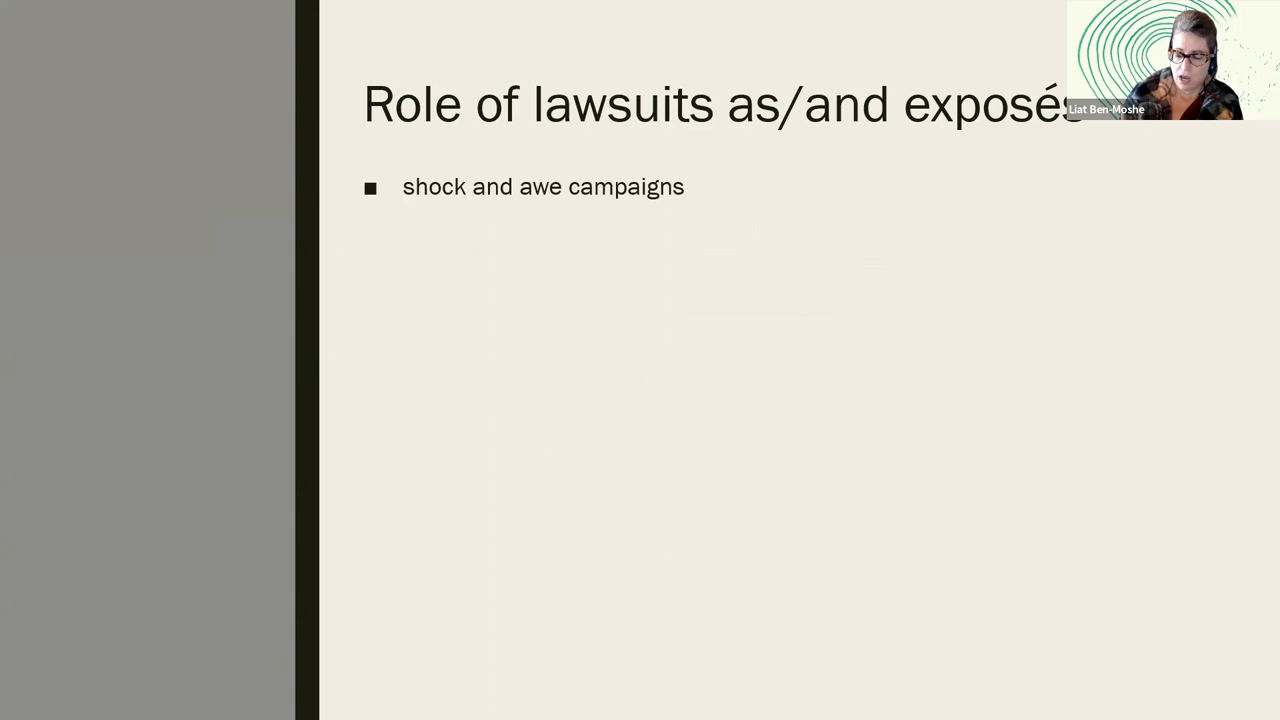 Role of lawsuits as/and exposés
Liat Ben-Moshe
■ shock and awe campaigns